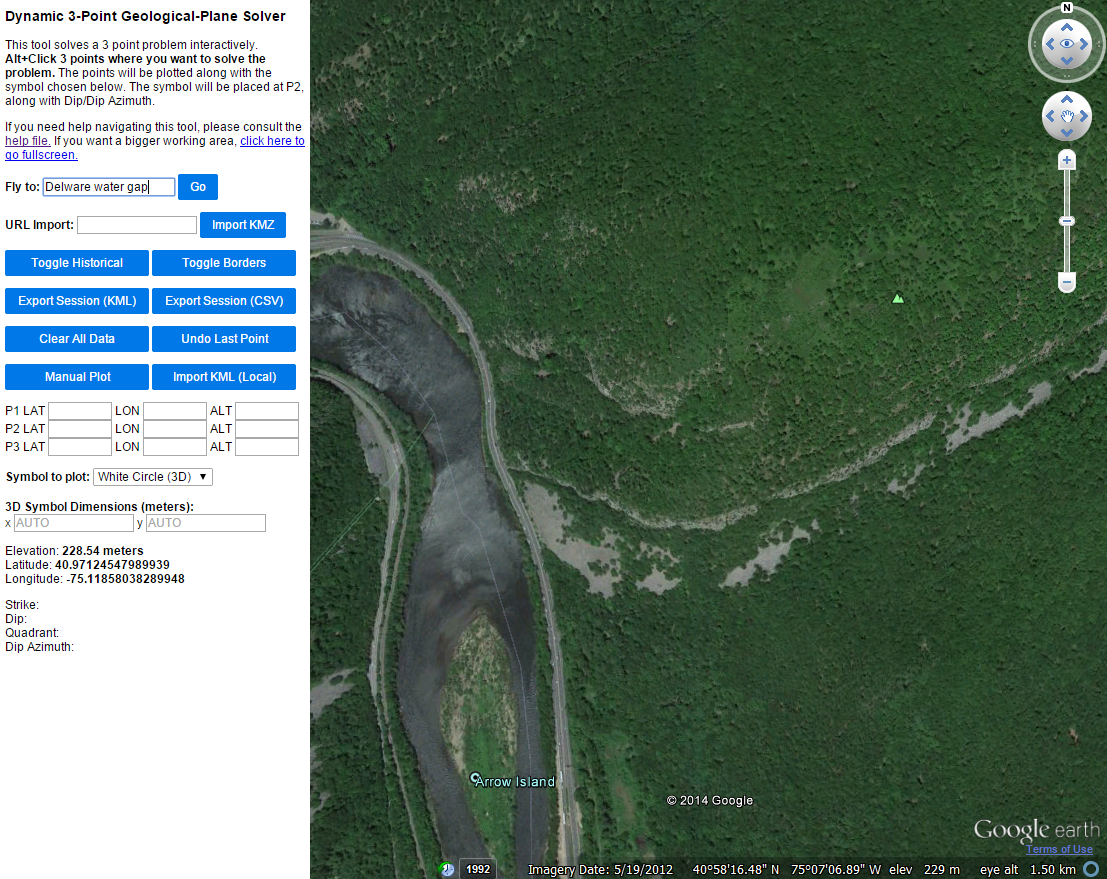 Dynamic 3-Point Geological-Plane Solver
This tool solves a 3 point problem interactively.
Alt+Click 3 points where you want to solve the
problem. The points will be plotted along with the
symbol chosen below. The symbol will be placed at P2,
along with Dip/Dip Azimuth.
If you need help navigating this tool, please consult the
help file. If you want a bigger working area, click here to
go fullscreen.
Fly to: Delware water gap Go
URL Import: Import KMZ
Toggle Historical Toggle Borders
Export Session (KML) Export Session (CSV)
Clear All Data Undo Last Point
Manual Plot Import KML (Local)
P1 LAT LON ALT
P2 LAT LON ALT
P3 LAT LON ALT
Symbol to plot: White Circle (3D)
3D Symbol Dimensions (meters):
x AUTO y AUTO
Elevation: 228.54 meters
Latitude: 40.97124547989939
Longitude: -75.11858038289948
Strike:
Dip:
Quadrant:
Dip Azimuth:
N
Arrow Island
© 2014 Google
Google earth
Terms of Use
1992 Imagery Date: 5/19/2012 40°58'16.48" N 75°07'06.89" W elev 229 m eye alt 1.50 km